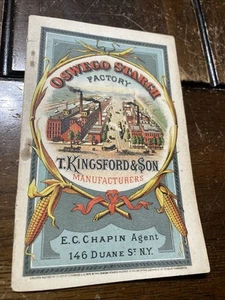 OSWEGO STARCH
FACTORY
T. KINGSFORD & SON
MANUFACTURERS
E. C. CHAPIN Agent
146 DUANE ST. N.Y.